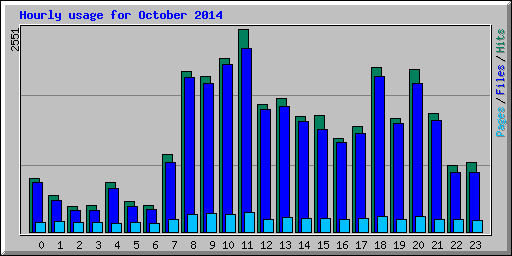 Hourly usage for October 2014
2551
Pages / Files / Hits
0 1 2 3 4 5 6 7 8 9 10 11 12 13 14 15 16 17 18 19 20 21 22 23